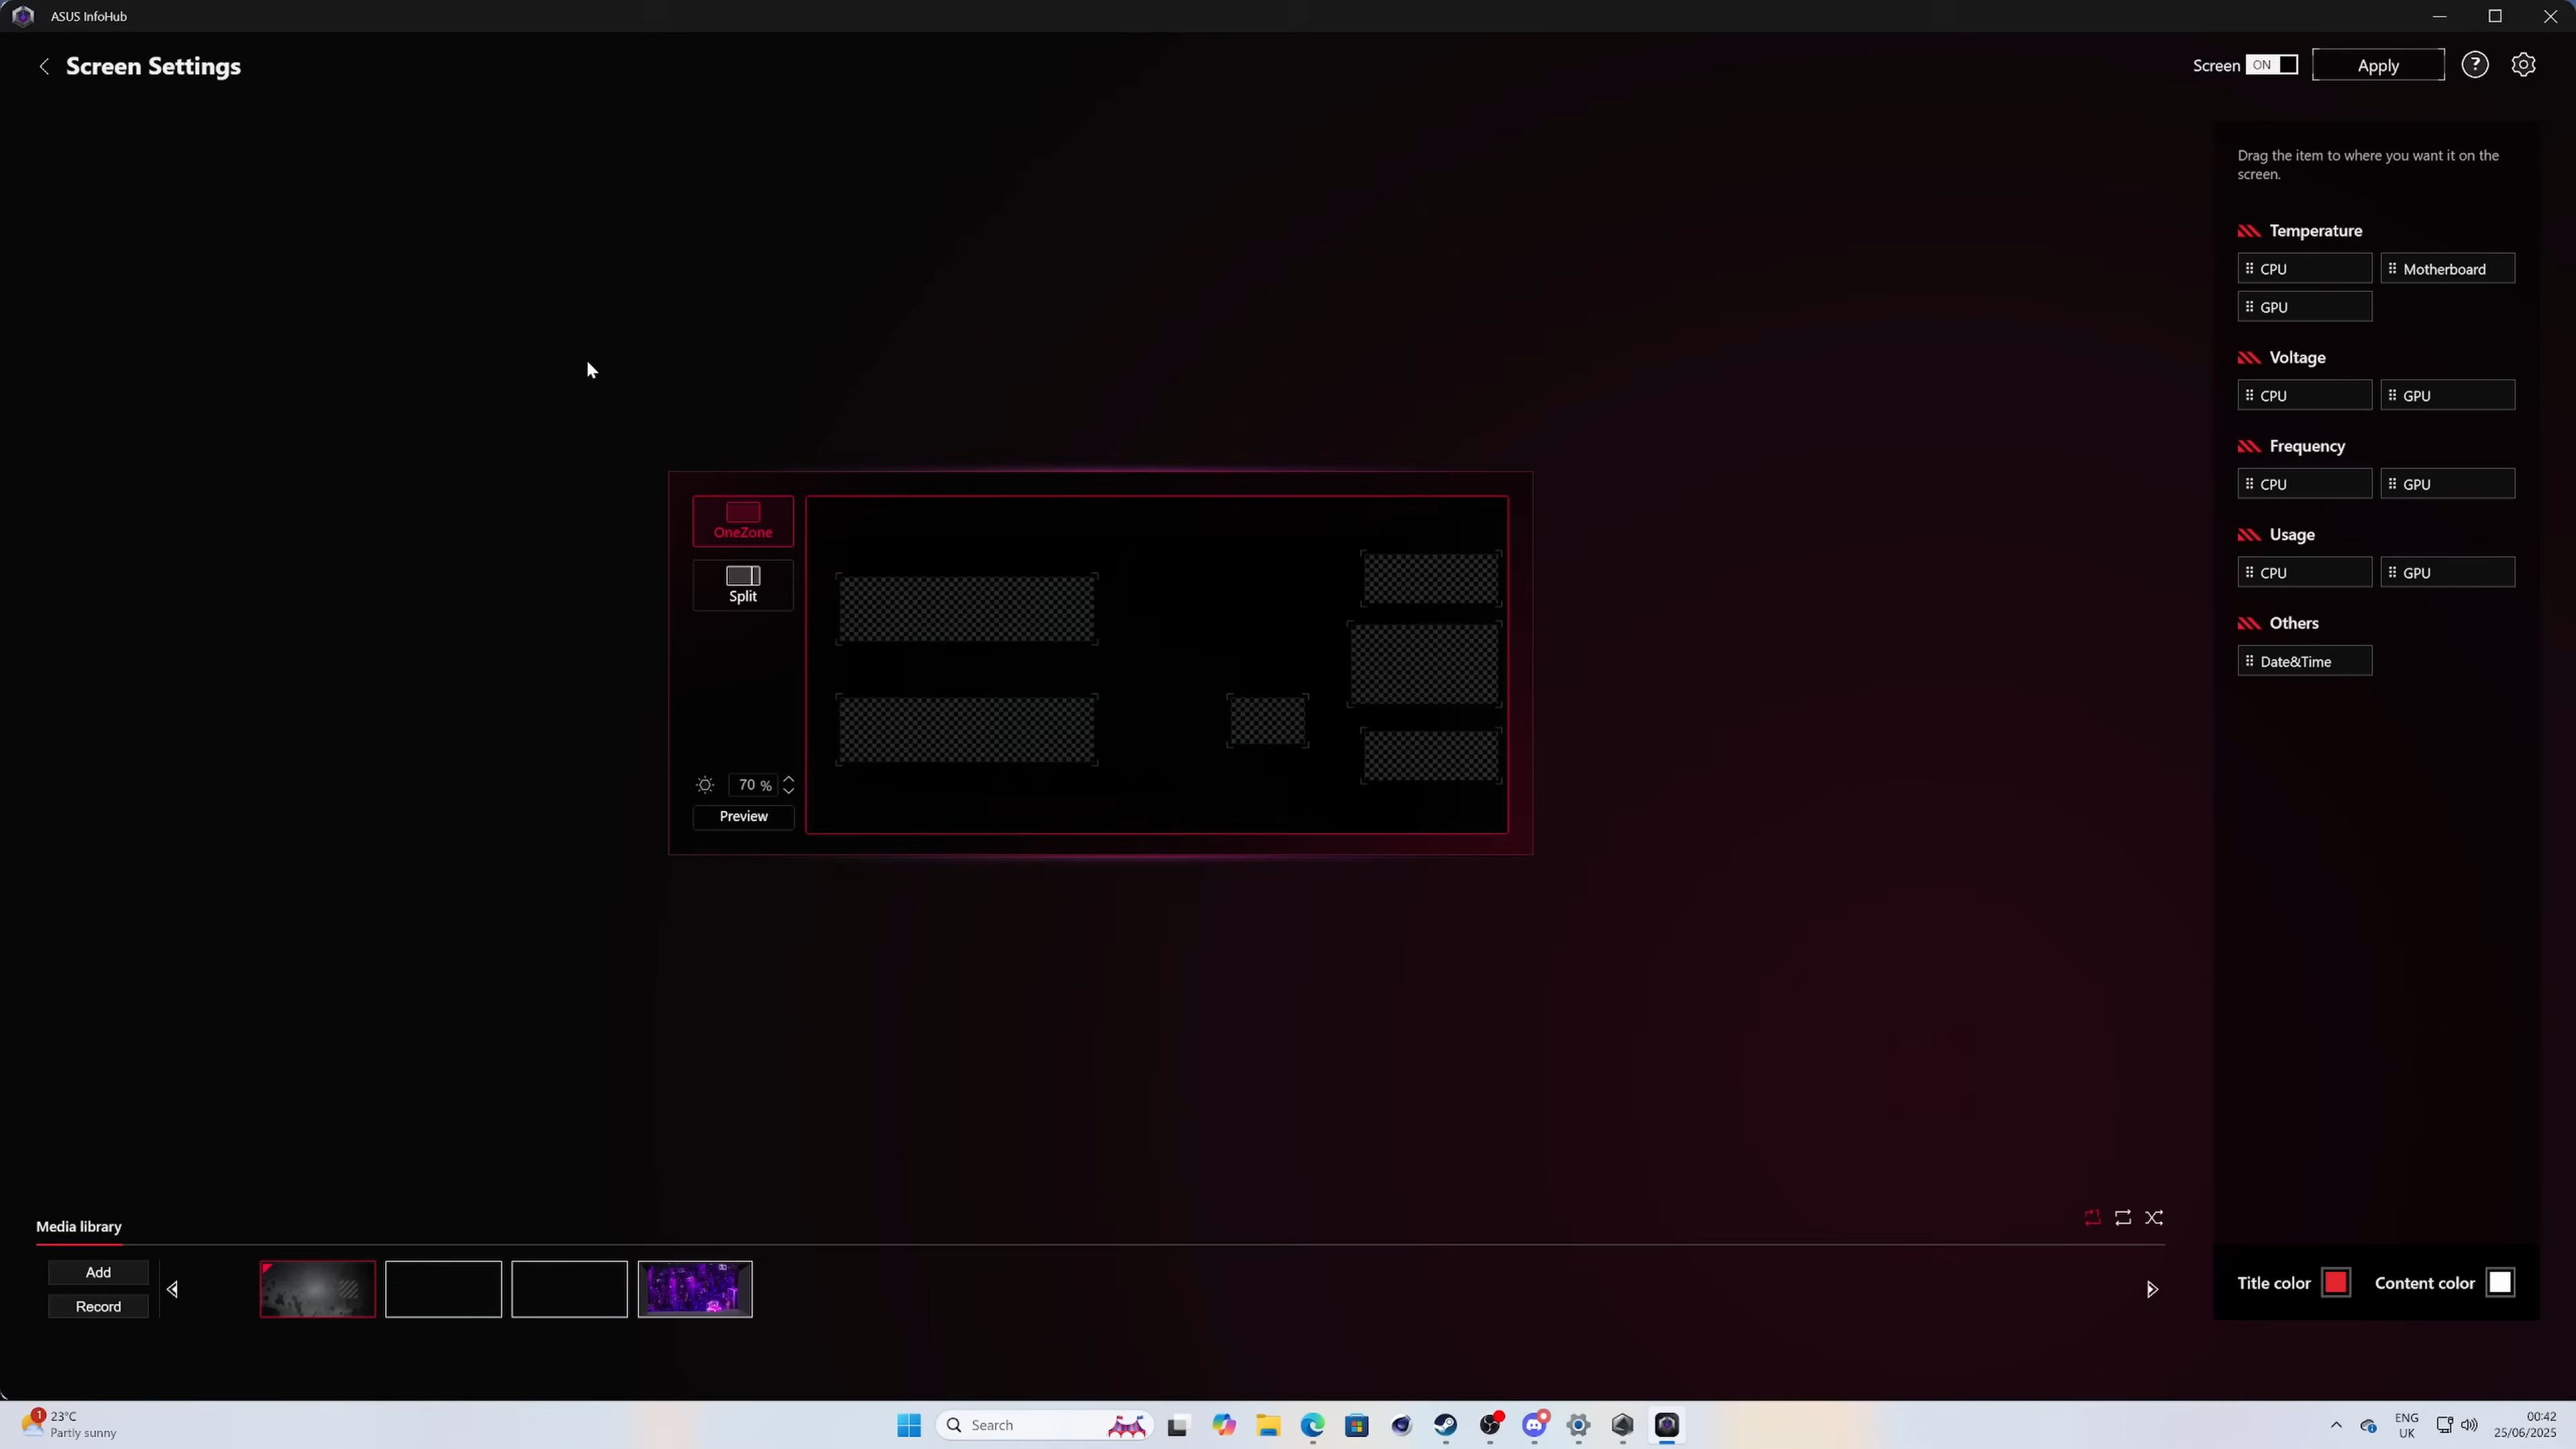 ASUS InfoHub
Screen Settings
Screen ON Apply ?
Drag the item to where you want it on the
screen.
Temperature
CPU Motherboard
GPU
Voltage
CPU GPU
Frequency
CPU GPU
Usage
CPU GPU
Others
Date&Time
OneZone
Split
70 %
Preview
Media library
Add
Record
Title color Content color
1
23°C
Partly sunny
Search
ENG
UK
00:42
25/06/2025